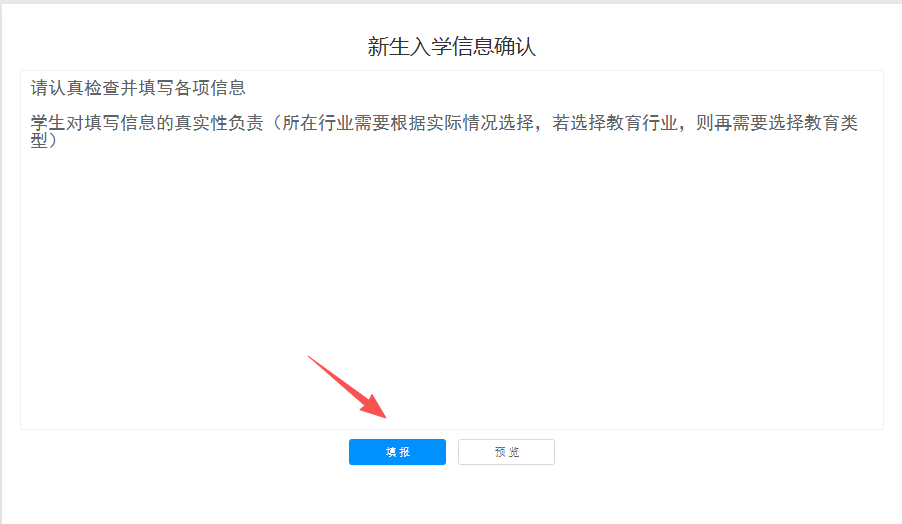 新生入学信息确认
请认真检查并填写各项信息
学生对填写信息的真实性负责（所在行业需要根据实际情况选择，若选择教育行业，则再需要选择教育类
型）
填 报
预 览